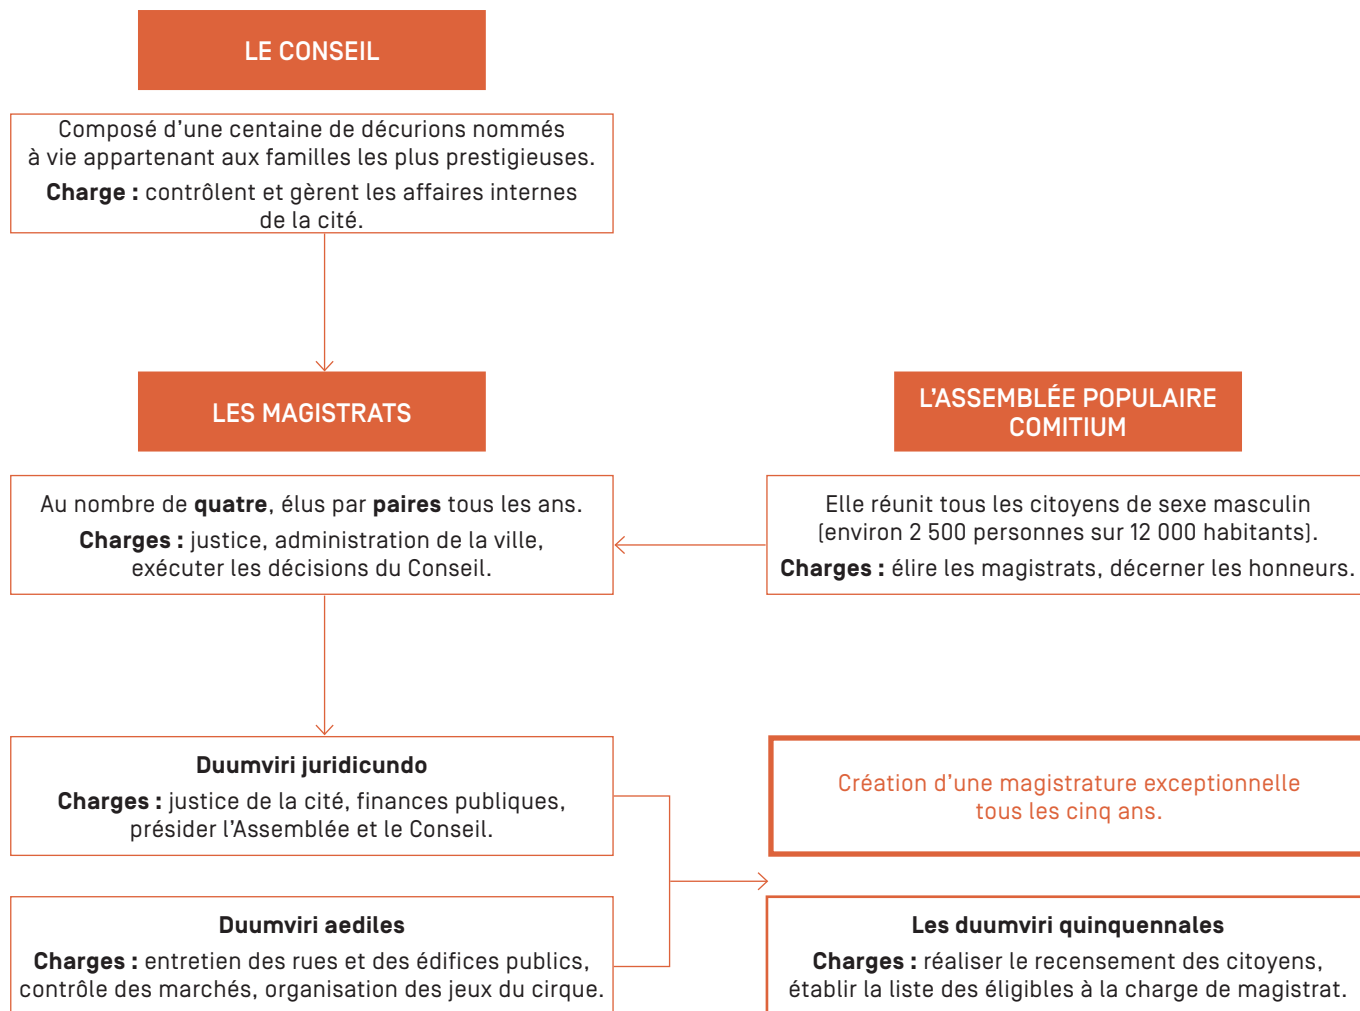 LE CONSEIL
Composé d'une centaine de décurions nommés
à vie appartenant aux familles les plus prestigieuses.
Charge : contrôlent et gèrent les affaires internes
de la cité.
LES MAGISTRATS
Au nombre de quatre, élus par paires tous les ans.
Charges : justice, administration de la ville,
exécuter les décisions du Conseil.
L'ASSEMBLÉE POPULAIRE
COMITIUM
Elle réunit tous les citoyens de sexe masculin
(environ 2 500 personnes sur 12 000 habitants).
Charges : élire les magistrats, décerner les honneurs.
Duumviri juridicundo
Charges : justice de la cité, finances publiques,
présider l'Assemblée et le Conseil.
Création d'une magistrature exceptionnelle
tous les cinq ans.
Duumviri aediles
Charges : entretien des rues et des édifices publics,
contrôle des marchés, organisation des jeux du cirque.
Les duumviri quinquennales
Charges : réaliser le recensement des citoyens,
établir la liste des éligibles à la charge de magistrat.